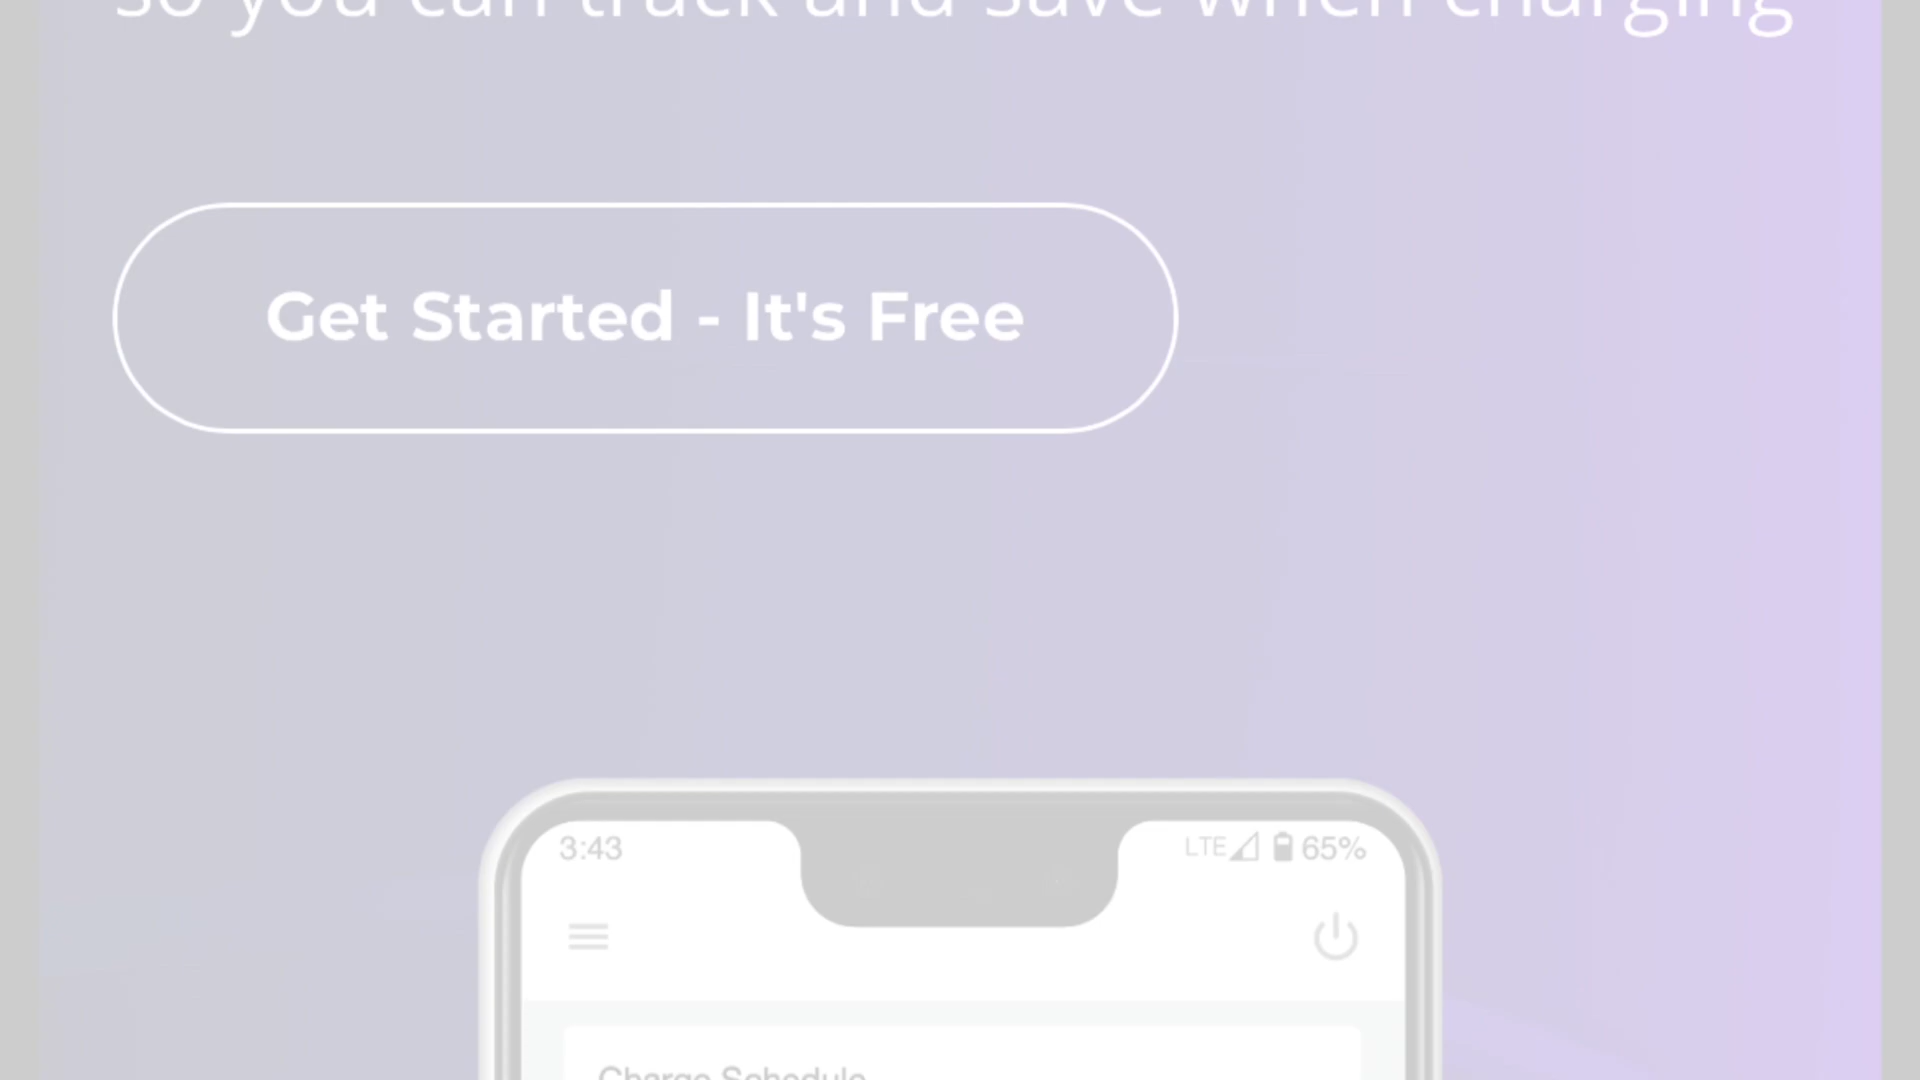 so you can track and save when charging
Get Started - It's Free
3:43
LTE 65%
Charge Schedule